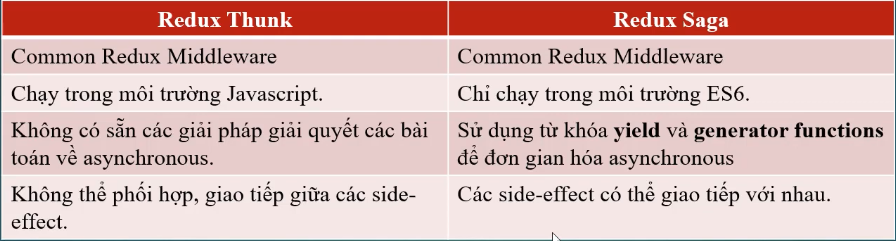 Redux Thunk
Redux Saga
Common Redux Middleware
Common Redux Middleware
Chạy trong môi trường Javascript.
Chỉ chạy trong môi trường ES6.
Không có sẵn các giải pháp giải quyết các bài
toán về asynchronous.
Sử dụng từ khóa yield và generator functions
để đơn gian hóa asynchronous
Không thể phối hợp, giao tiếp giữa các side-
effect.
Các side-effect có thể giao tiếp với nhau.